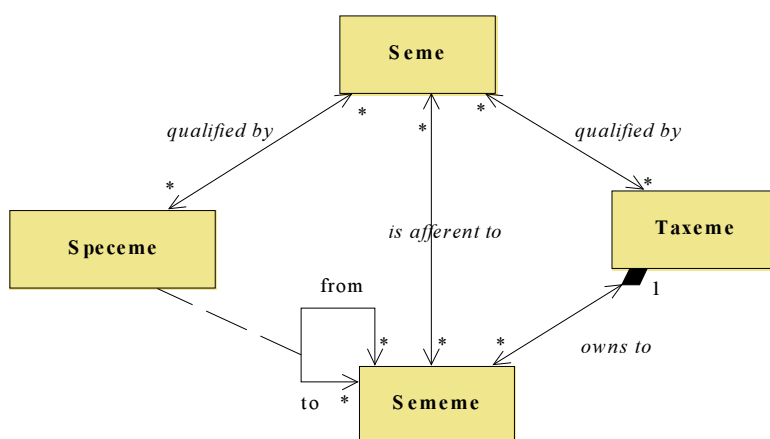 Seme
* * *
qualified by
qualified by
* *
Speceme
is afferent to
Taxeme
from
1
* * *
owns to
to *
Sememe